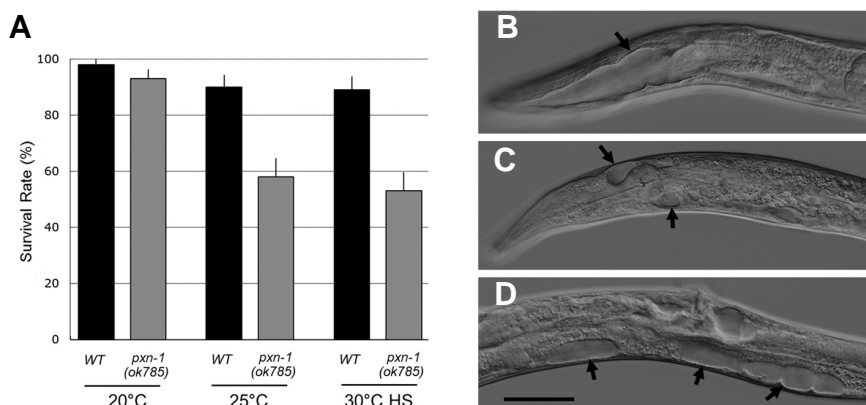 A
Survival Rate (%)
100
80
60
40
20
0
WT
pxn-1
(ok785)
WT
pxn-1
(ok785)
WT
pxn-1
(ok785)
20°C
25°C
30°C HS
B
C
D